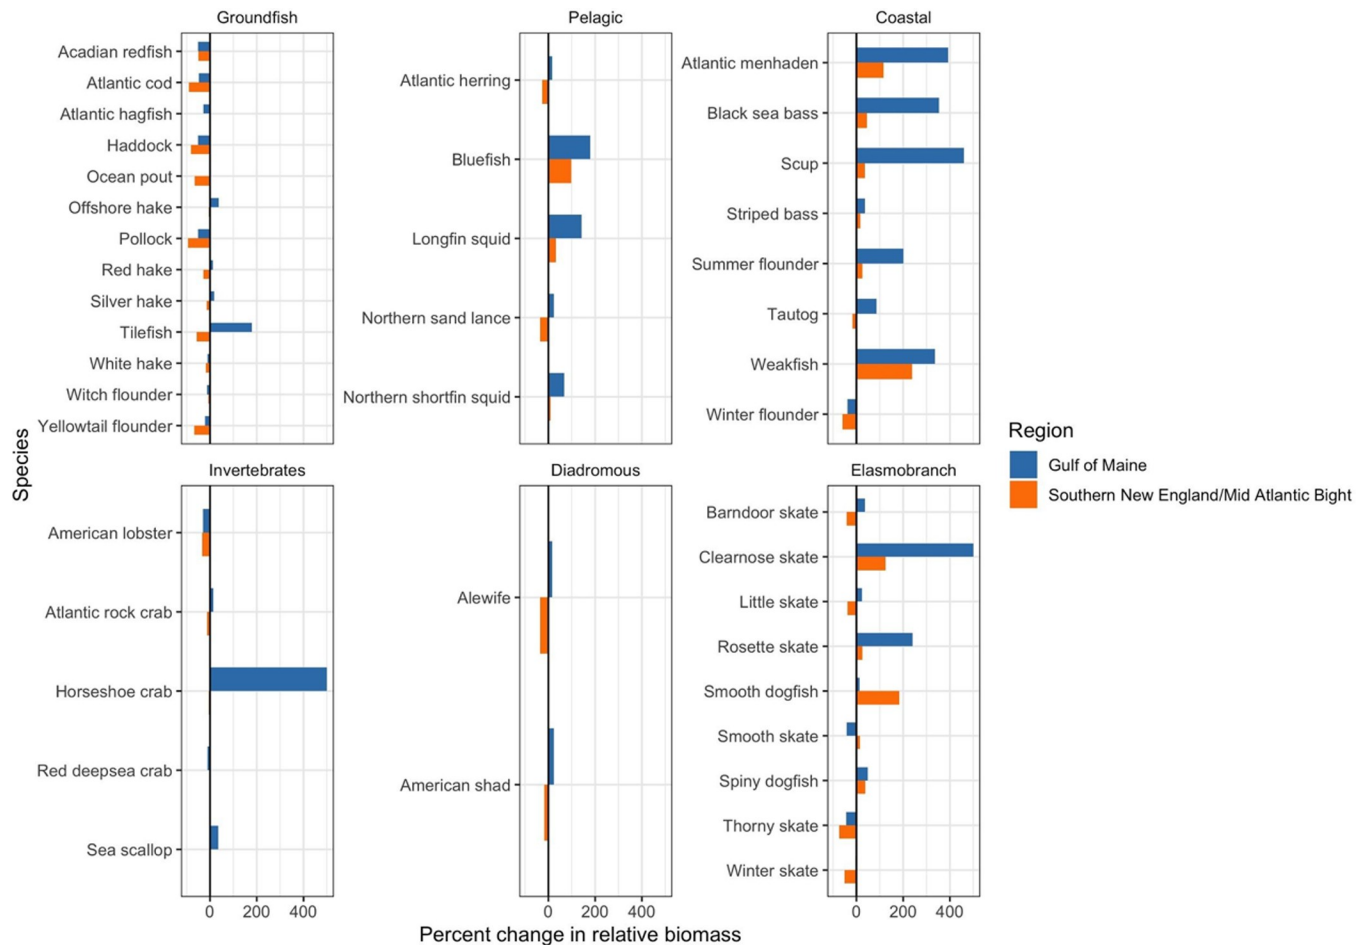 Groundfish
Pelagic
Coastal
Acadian redfish
Atlantic cod
Atlantic hagfish
Haddock
Ocean pout
Offshore hake
Pollock
Red hake
Silver hake
Tilefish
White hake
Witch flounder
Yellowtail flounder
Atlantic herring
Bluefish
Longfin squid
Northern sand lance
Northern shortfin squid
Atlantic menhaden
Black sea bass
Scup
Striped bass
Summer flounder
Tautog
Weakfish
Winter flounder
Species
Invertebrates
Diadromous
Elasmobranch
American lobster
Atlantic rock crab
Horseshoe crab
Red deepsea crab
Sea scallop
Alewife
American shad
Barndoor skate
Clearnose skate
Little skate
Rosette skate
Smooth dogfish
Smooth skate
Spiny dogfish
Thorny skate
Winter skate
0 200 400
0 200 400
0 200 400
Percent change in relative biomass
Region
Gulf of Maine
Southern New England/Mid Atlantic Bight